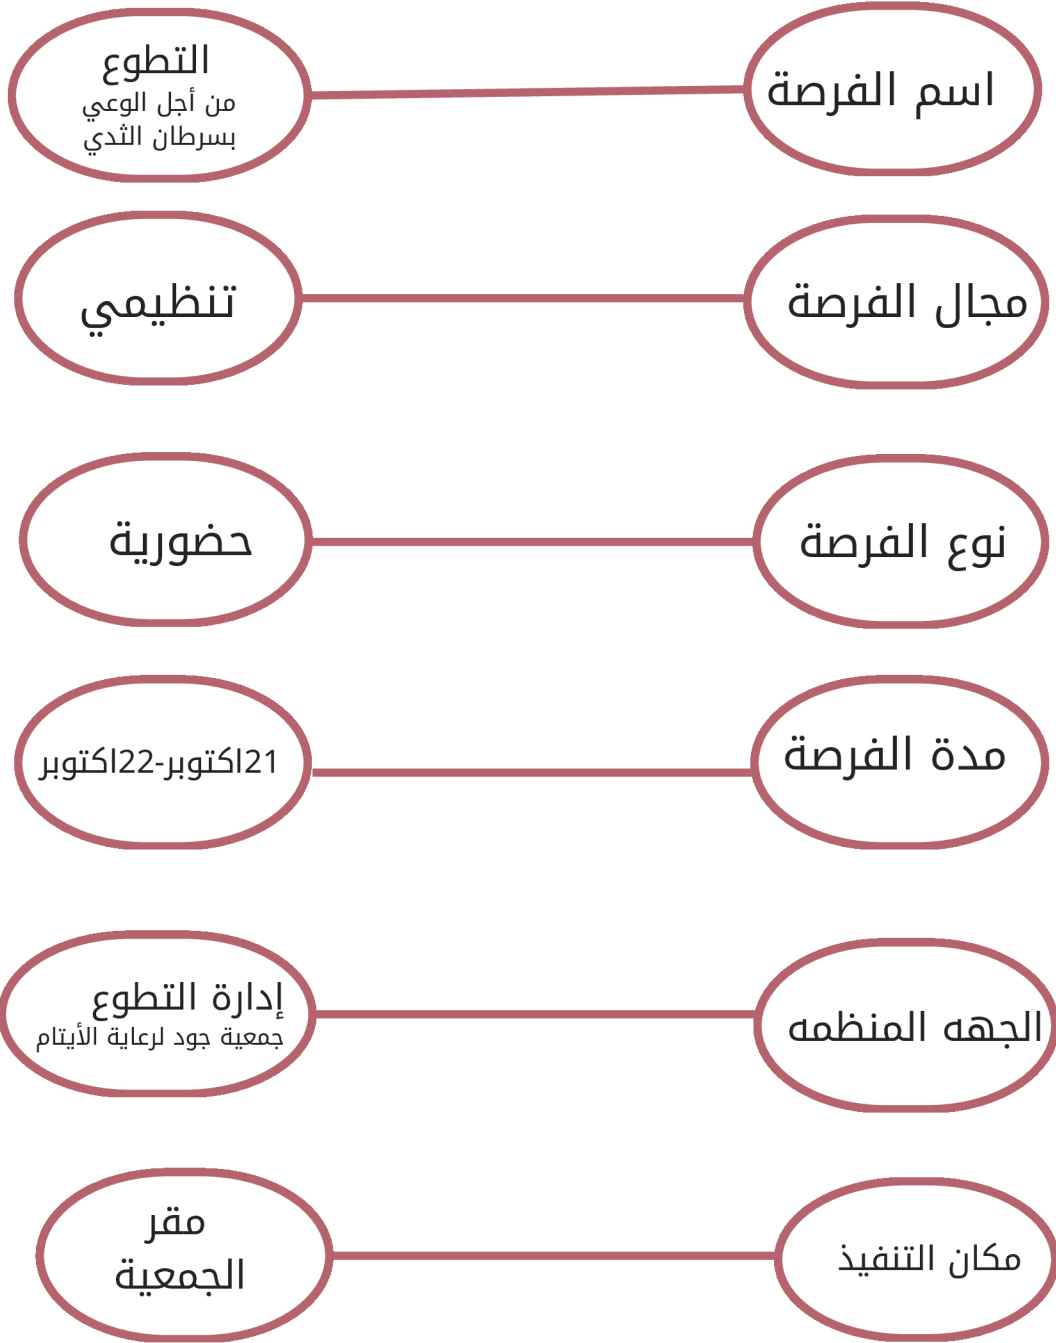 اسم الفرصة
التطوع
من أجل الوعي
بسرطان الثدي
مجال الفرصة
تنظيمي
نوع الفرصة
حضورية
مدة الفرصة
21اكتوبر-22اكتوبر
الجهه المنظمه
إدارة التطوع
جمعية جود لرعاية الأيتام
مكان التنفيذ
مقر
الجمعية